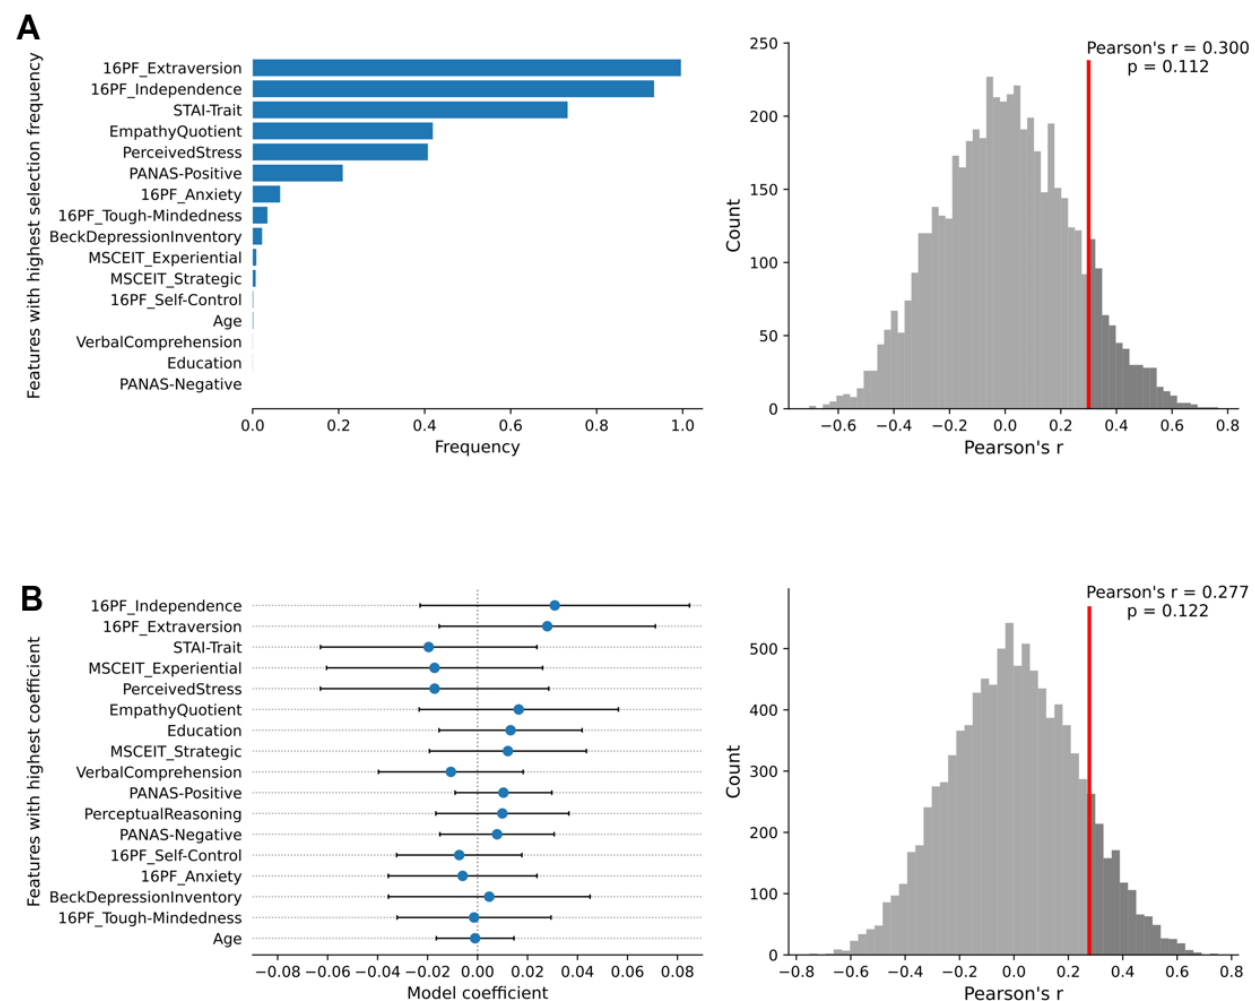 A
Features with highest selection frequency
16PF_Extraversion
16PF_Independence
STAI-Trait
EmpathyQuotient
PerceivedStress
PANAS-Positive
16PF_Anxiety
16PF_Tough-Mindedness
BeckDepressionInventory
MSCEIT_Experiential
MSCEIT_Strategic
16PF_Self-Control
Age
VerbalComprehension
Education
PANAS-Negative
0.0 0.2 0.4 0.6 0.8 1.0
Frequency
Pearson's r = 0.300
p = 0.112
Count
250
200
150
100
50
0
−0.6 −0.4 −0.2 0.0 0.2 0.4 0.6 0.8
Pearson's r
B
Features with highest coefficient
16PF_Independence
16PF_Extraversion
STAI-Trait
MSCEIT_Experiential
PerceivedStress
EmpathyQuotient
Education
MSCEIT_Strategic
VerbalComprehension
PANAS-Positive
PerceptualReasoning
PANAS-Negative
16PF_Self-Control
16PF_Anxiety
BeckDepressionInventory
16PF_Tough-Mindedness
Age
−0.08 −0.06 −0.04 −0.02 0.00 0.02 0.04 0.06 0.08
Model coefficient
Pearson's r = 0.277
p = 0.122
Count
500
400
300
200
100
0
−0.8 −0.6 −0.4 −0.2 0.0 0.2 0.4 0.6 0.8
Pearson's r